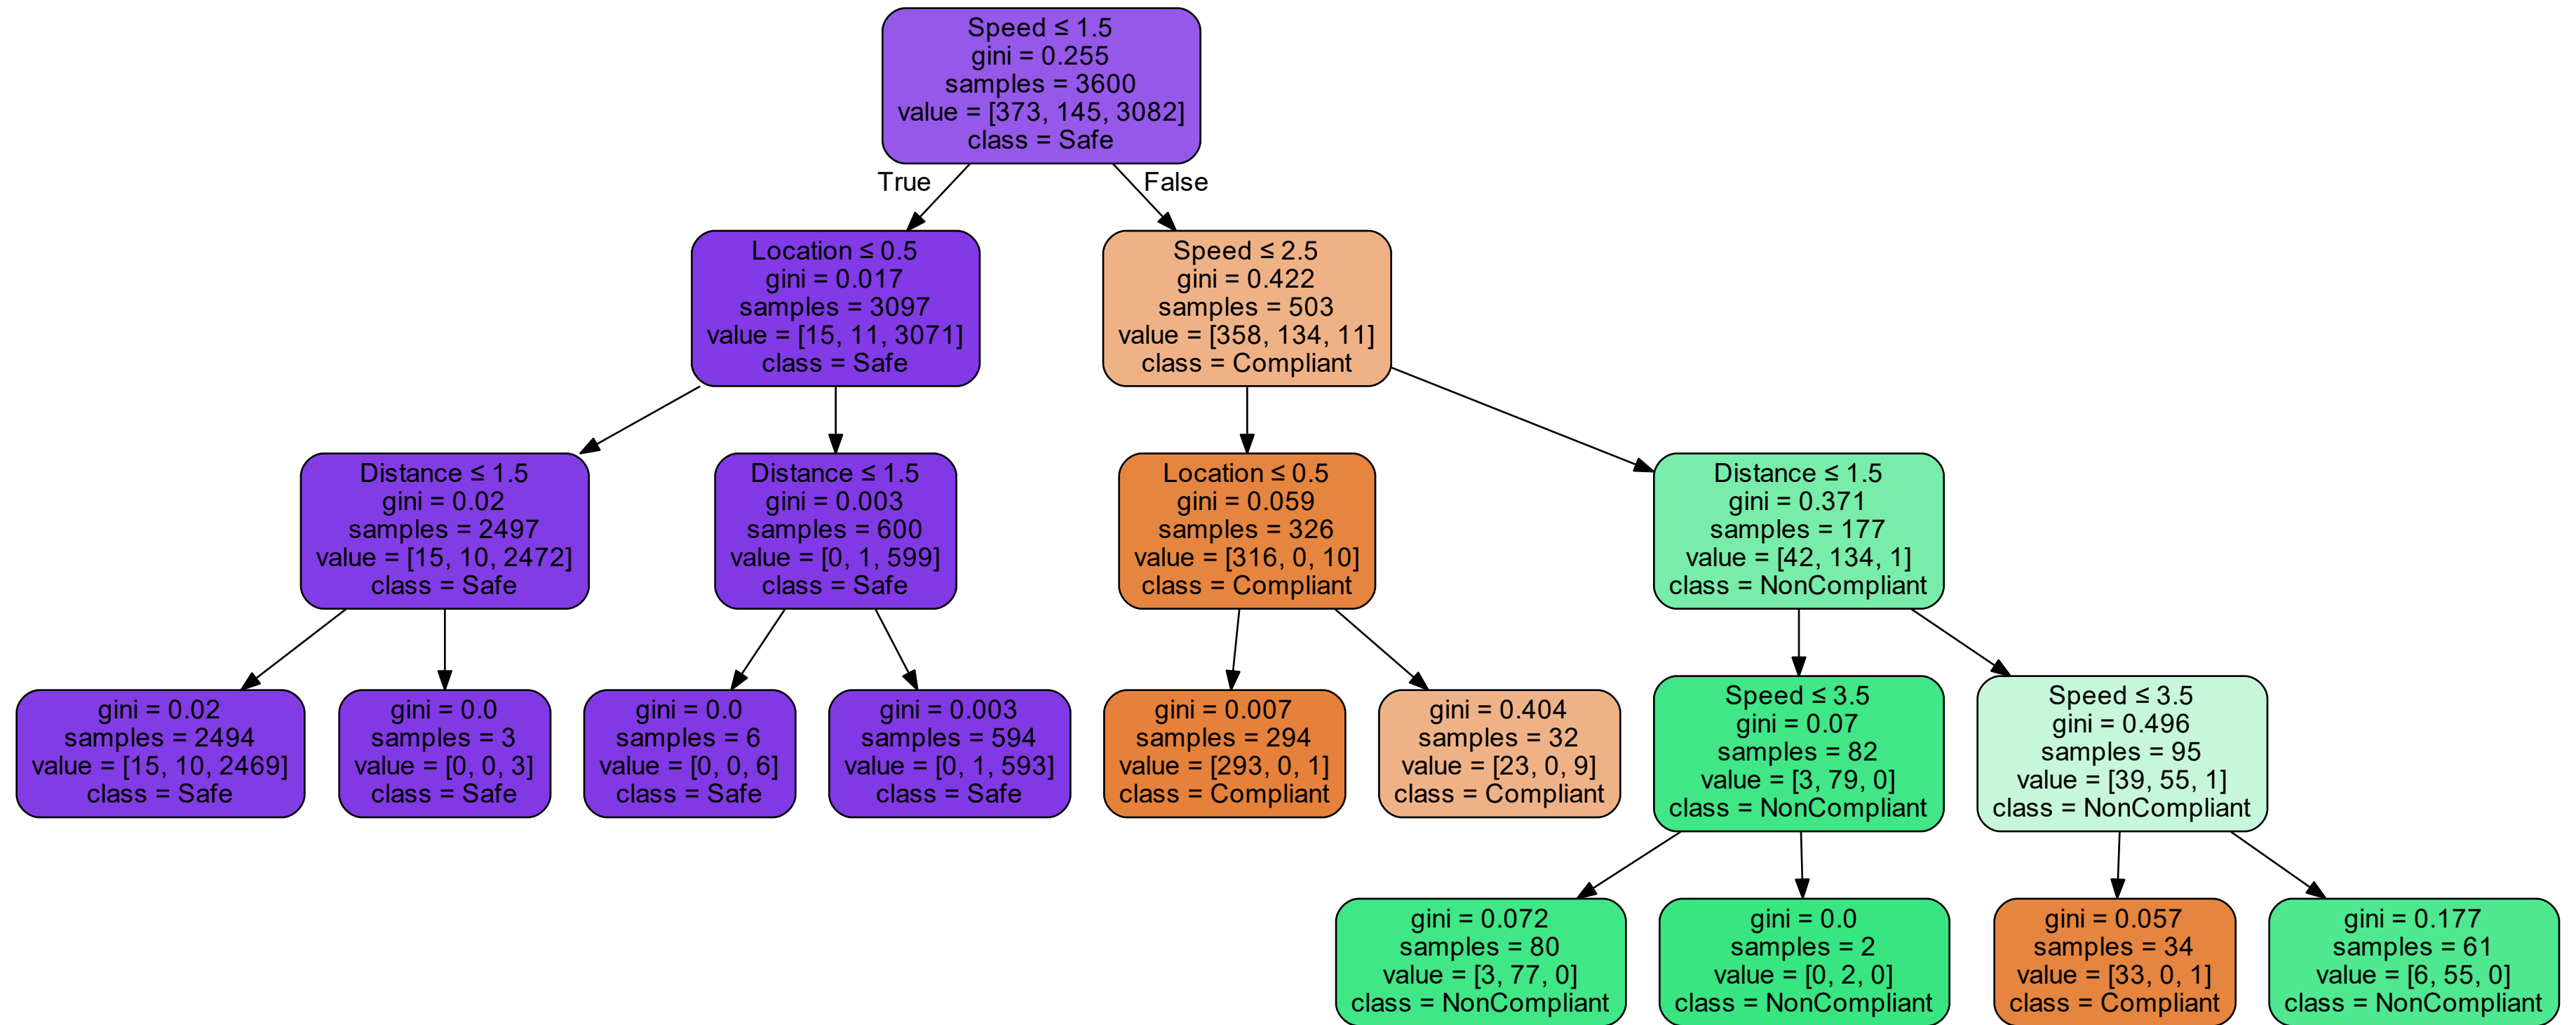 Speed ≤ 1.5
gini = 0.255
samples = 3600
value = [373, 145, 3082]
class = Safe
True
False
Location ≤ 0.5
gini = 0.017
samples = 3097
value = [15, 11, 3071]
class = Safe
Speed ≤ 2.5
gini = 0.422
samples = 503
value = [358, 134, 11]
class = Compliant
Distance ≤ 1.5
gini = 0.02
samples = 2497
value = [15, 10, 2472]
class = Safe
Distance ≤ 1.5
gini = 0.003
samples = 600
value = [0, 1, 599]
class = Safe
Location ≤ 0.5
gini = 0.059
samples = 326
value = [316, 0, 10]
class = Compliant
Distance ≤ 1.5
gini = 0.371
samples = 177
value = [42, 134, 1]
class = NonCompliant
gini = 0.02
samples = 2494
value = [15, 10, 2469]
class = Safe
gini = 0.0
samples = 3
value = [0, 0, 3]
class = Safe
gini = 0.0
samples = 6
value = [0, 0, 6]
class = Safe
gini = 0.003
samples = 594
value = [0, 1, 593]
class = Safe
gini = 0.007
samples = 294
value = [293, 0, 1]
class = Compliant
gini = 0.404
samples = 32
value = [23, 0, 9]
class = Compliant
Speed ≤ 3.5
gini = 0.07
samples = 82
value = [3, 79, 0]
class = NonCompliant
Speed ≤ 3.5
gini = 0.496
samples = 95
value = [39, 55, 1]
class = NonCompliant
gini = 0.072
samples = 80
value = [3, 77, 0]
class = NonCompliant
gini = 0.0
samples = 2
value = [0, 2, 0]
class = NonCompliant
gini = 0.057
samples = 34
value = [33, 0, 1]
class = Compliant
gini = 0.177
samples = 61
value = [6, 55, 0]
class = NonCompliant